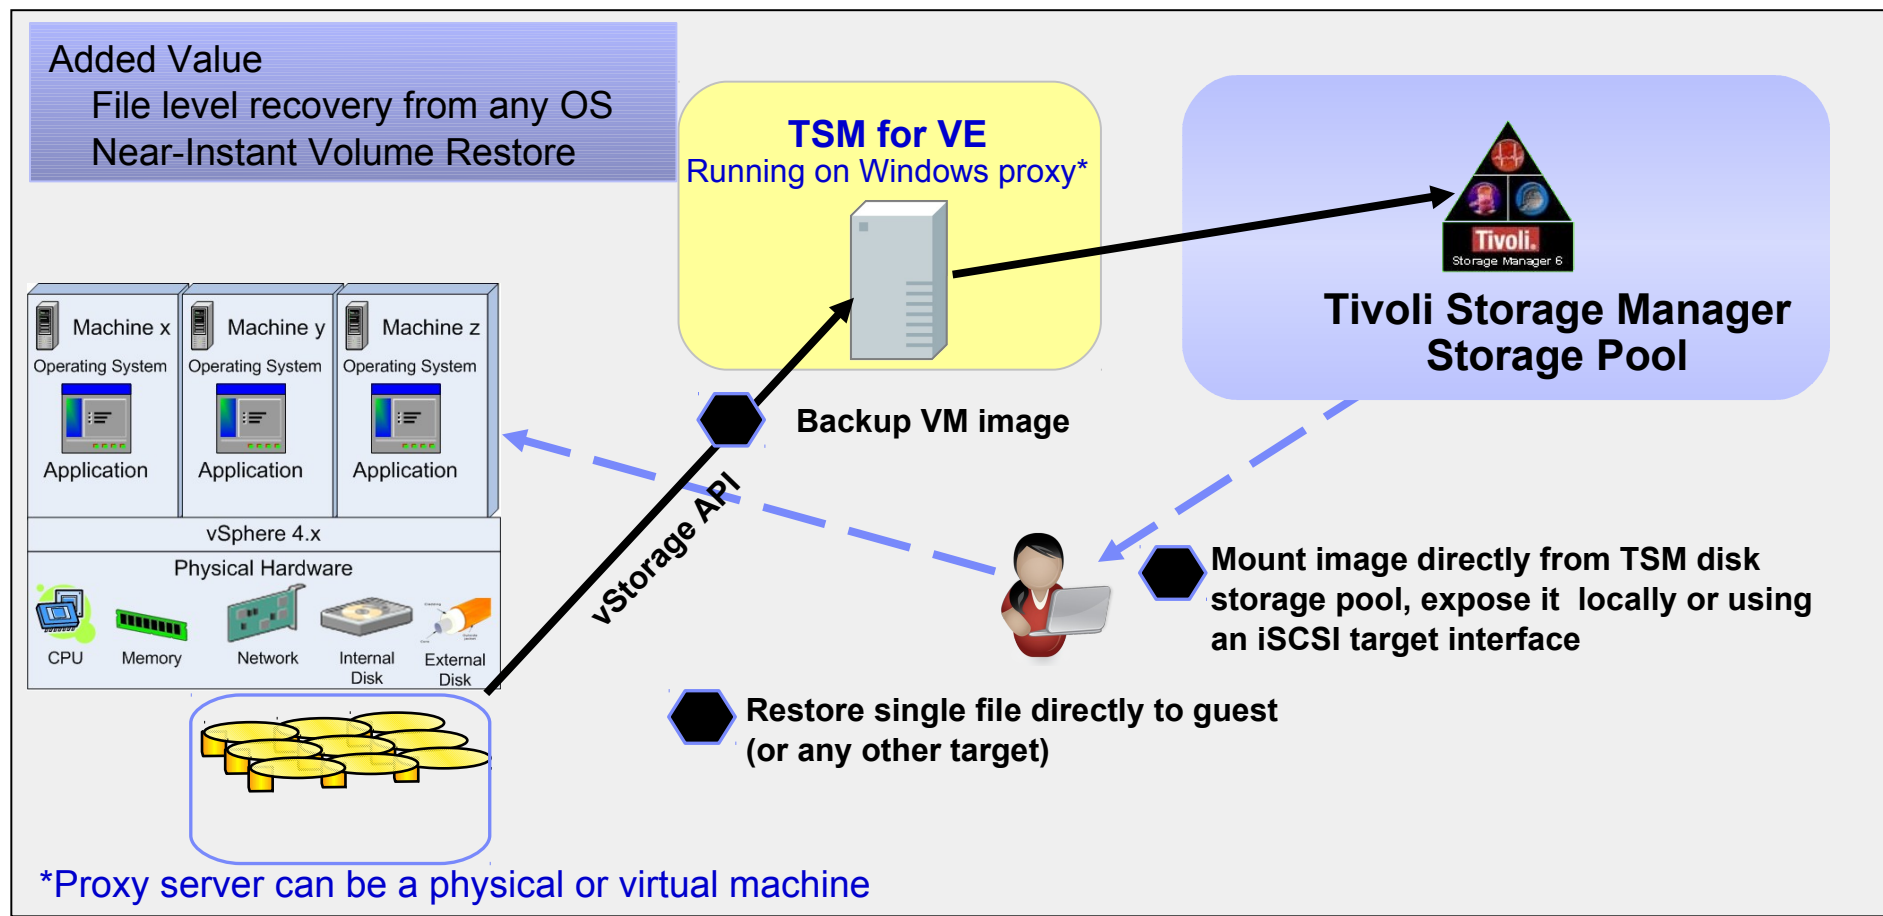 Added Value
File level recovery from any OS
Near-Instant Volume Restore
TSM for VE
Running on Windows proxy*
Tivoli.
Storage Manager 6
Tivoli Storage Manager
Storage Pool
Machine x
Operating System
Application
Machine y
Operating System
Application
Machine z
Operating System
Application
vSphere 4.x
Physical Hardware
CPU
Memory
Network
Internal
Disk
External
Disk
vStorage API
Backup VM image
Mount image directly from TSM disk
storage pool, expose it locally or using
an iSCSI target interface
Restore single file directly to guest
(or any other target)
*Proxy server can be a physical or virtual machine